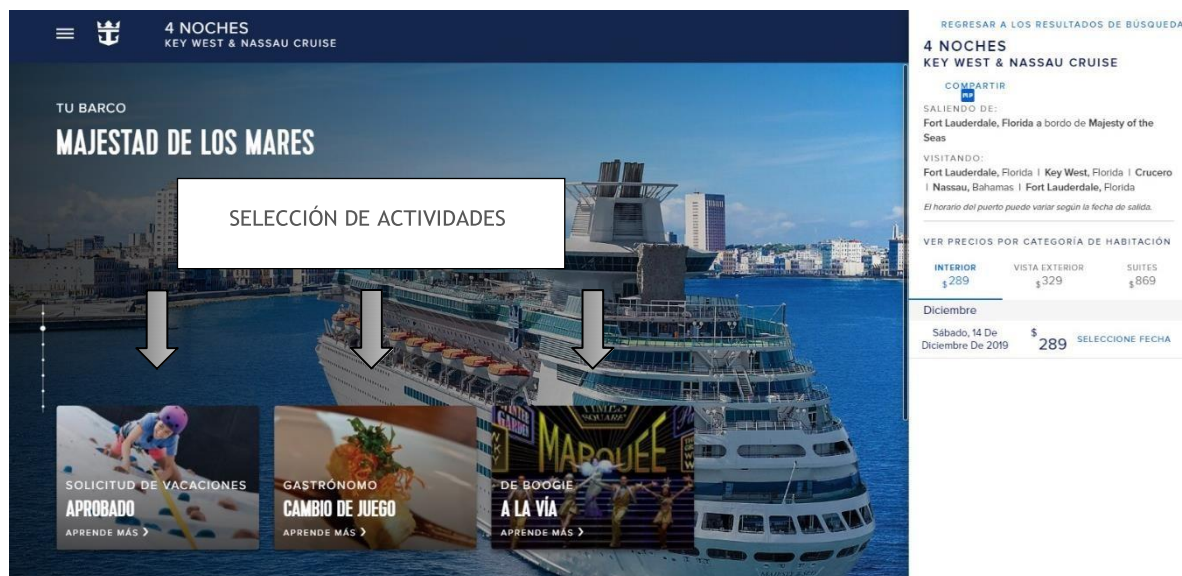 4 NOCHES
KEY WEST & NASSAU CRUISE
TU BARCO
MAJESTAD DE LOS MARES
SELECCIÓN DE ACTIVIDADES
SOLICITUD DE VACACIONES
APROBADO
APRENDE MÁS
GASTRÓNOMO
CAMBIO DE JUEGO
APRENDE MÁS
TIMES
SQUARE
WINTER
GARDEN
MARQUEE
DE BOOGIE
A LA VÍA
APRENDE MÁS
REGRESAR A LOS RESULTADOS DE BÚSQUEDA
4 NOCHES
KEY WEST & NASSAU CRUISE
COMPARTIR
SALIENDO DE:
Fort Lauderdale, Florida a bordo de Majesty of the
Seas
VISITANDO:
Fort Lauderdale, Florida | Key West, Florida | Crucero
| Nassau, Bahamas | Fort Lauderdale, Florida
El horario del puerto puede variar según la fecha de salida.
VER PRECIOS POR CATEGORÍA DE HABITACIÓN
INTERIOR VISTA EXTERIOR SUITES
$289 $329 $869
Diciembre
Sábado, 14 De
Diciembre De 2019 $289 SELECCIONE FECHA